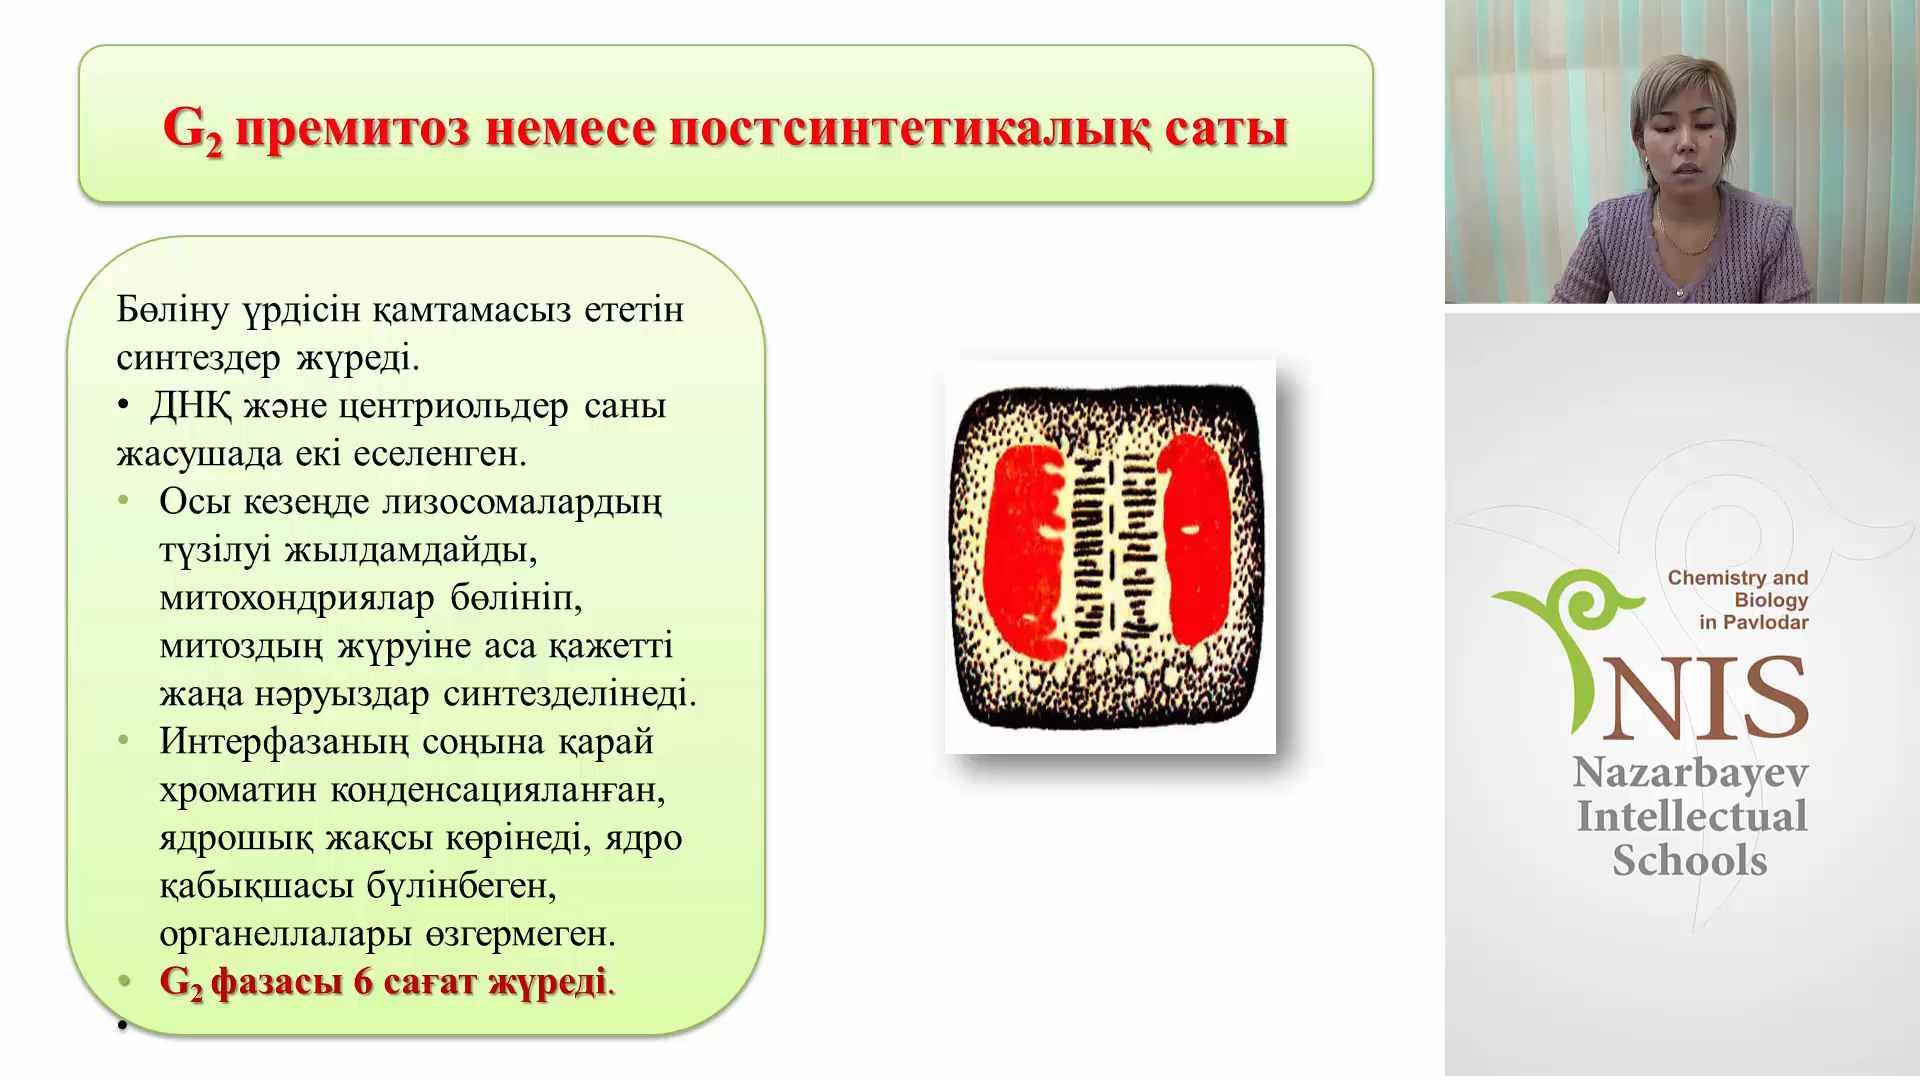 G₂ премитоз немесе постсинтетикалық саты
Бөліну үрдісін қамтамасыз ететін
синтездер жүреді.
• ДНҚ және центриольдер саны
жасушада екі еселенген.
• Осы кезеңде лизосомалардың
түзілуі жылдамдайды,
митохондриялар бөлініп,
митоздың жүруіне аса қажетті
жаңа нәруыздар синтезделінеді.
• Интерфазаның соңына қарай
хроматин конденсацияланған,
ядрошық жақсы көрінеді, ядро
қабықшасы бүлінбеген,
органеллалары өзгермеген.
• G₂ фазасы 6 сағат жүреді.
•
Chemistry and
Biology
in Pavlodar
NIS
Nazarbayev
Intellectual
Schools